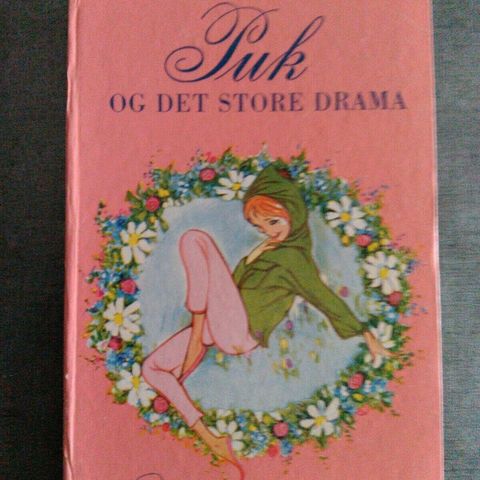 Puk
OG DET STORE DRAMA